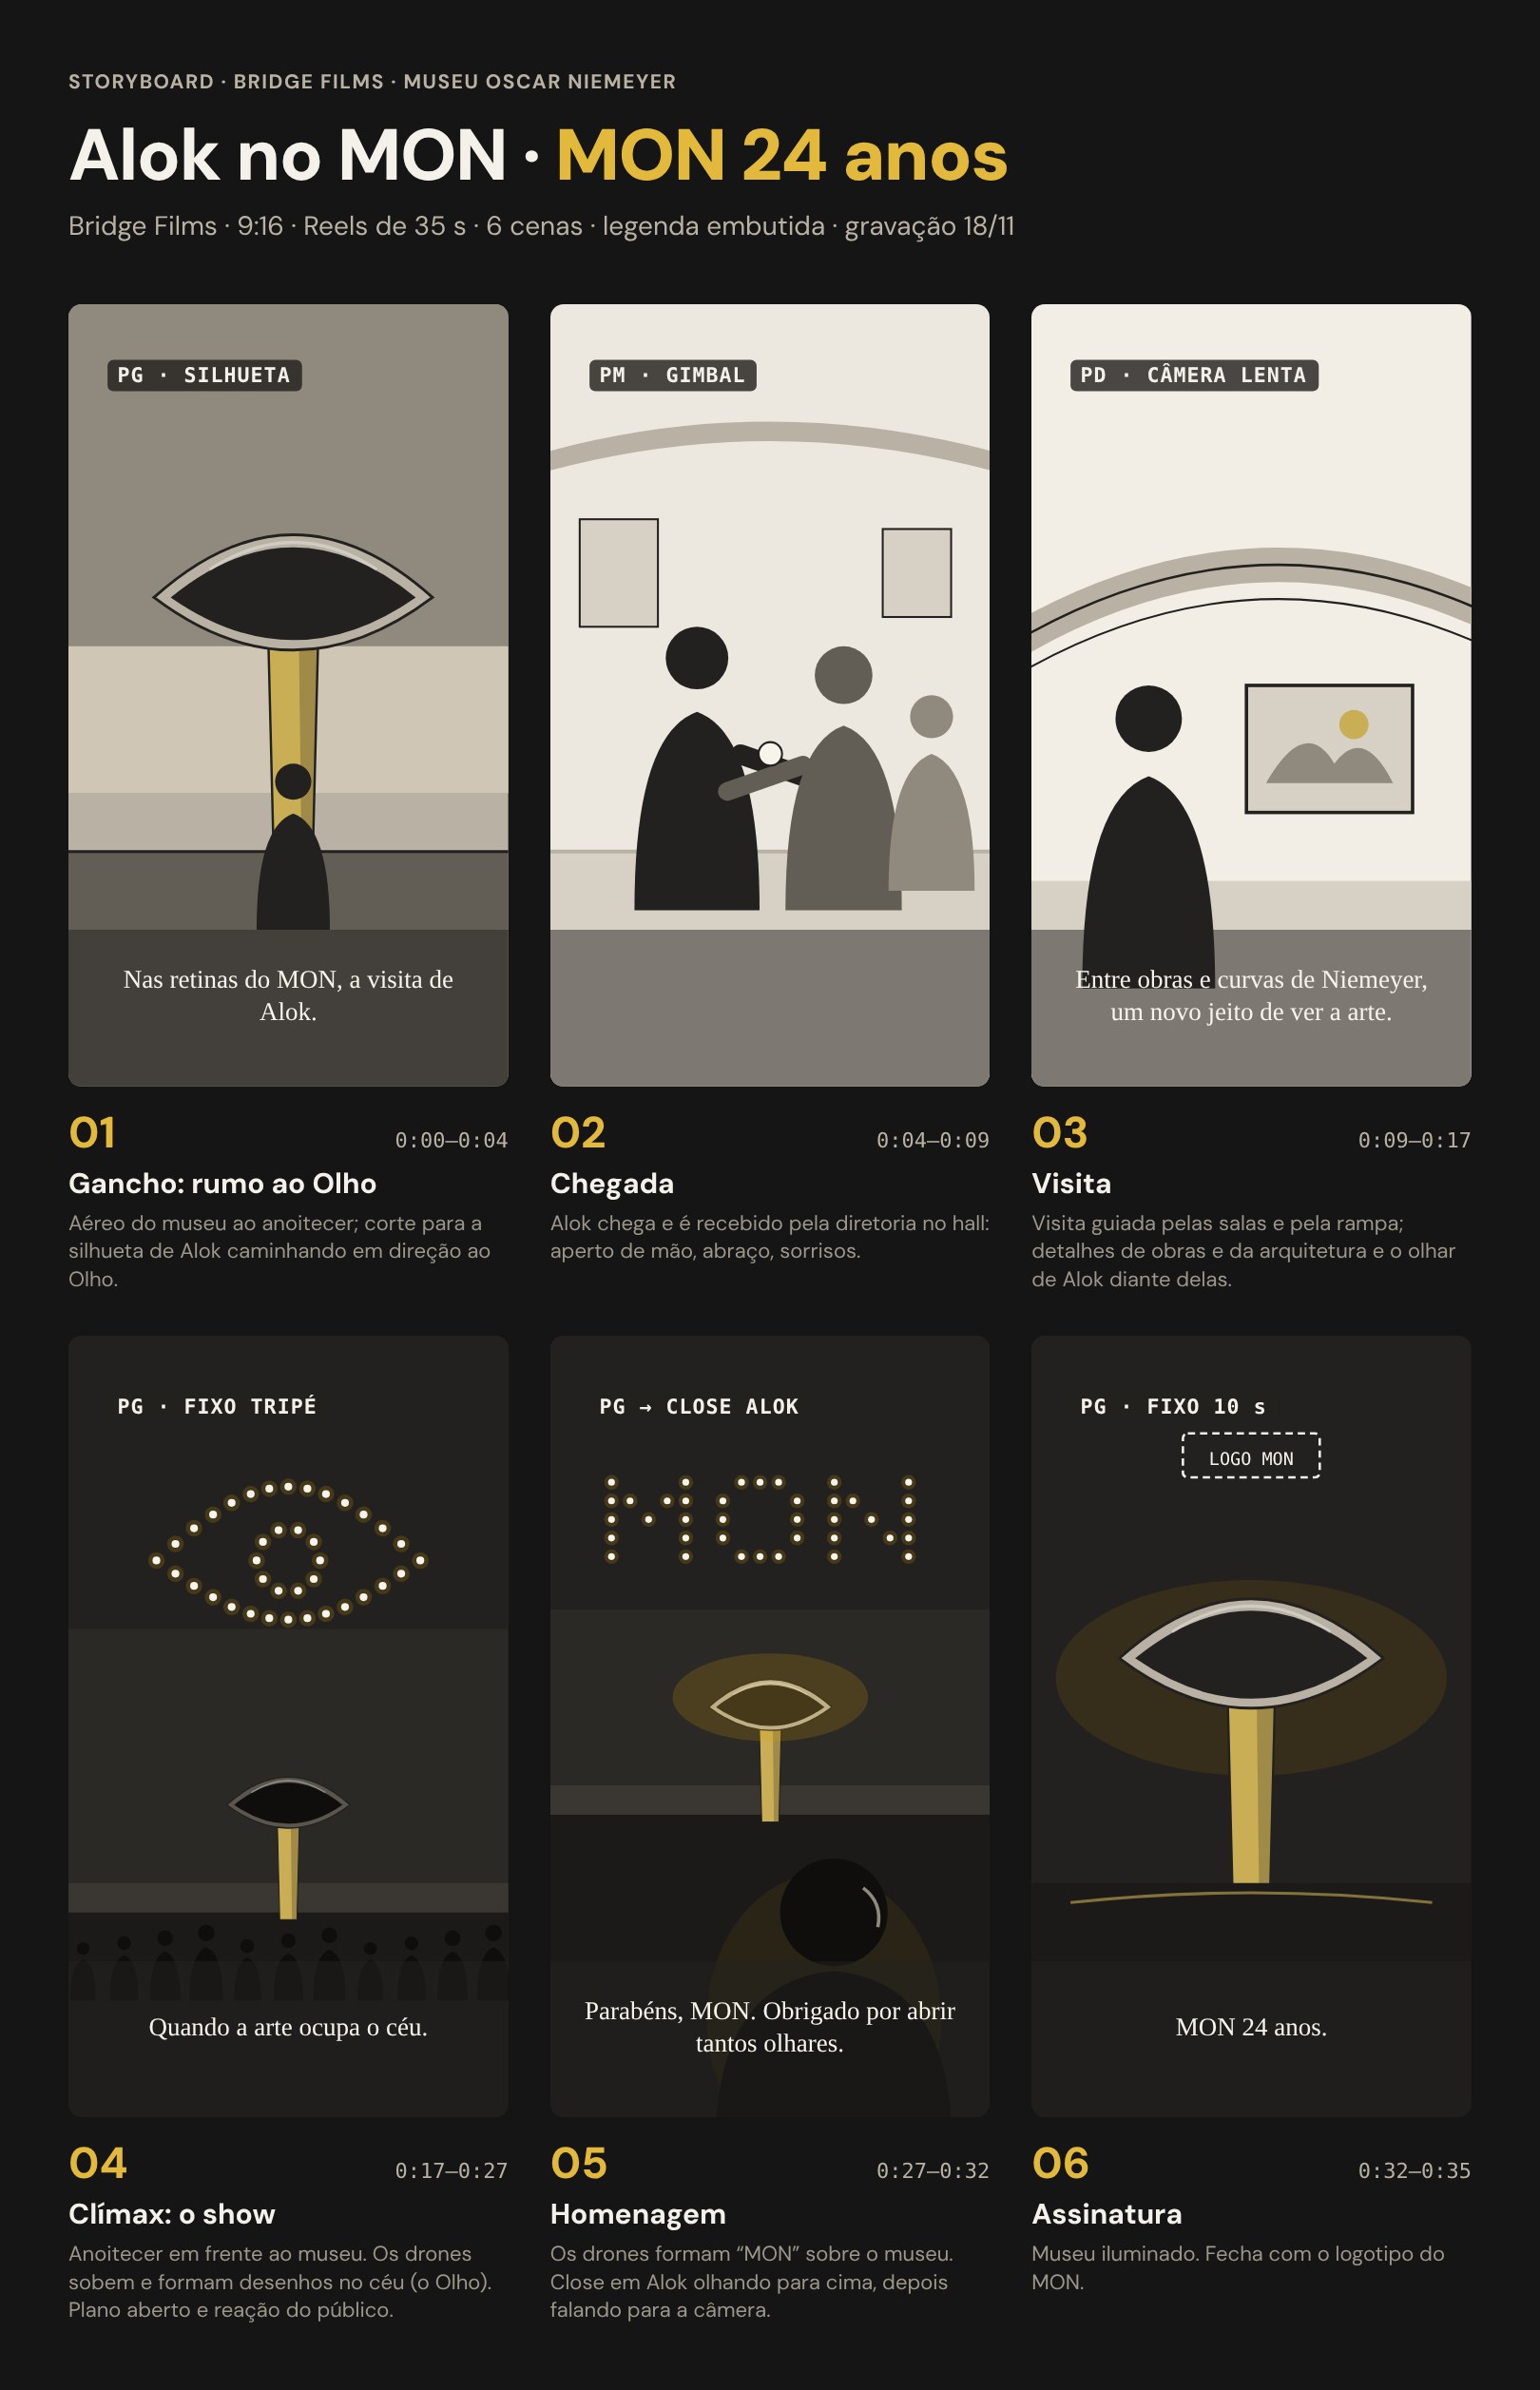 STORYBOARD · BRIDGE FILMS · MUSEU OSCAR NIEMEYER
Alok no MON · MON 24 anos
Bridge Films · 9:16 · Reels de 35 s · 6 cenas · legenda embutida · gravação 18/11
PG · SILHUETA
Nas retinas do MON, a visita de
Alok.
01
0:00–0:04
Gancho: rumo ao Olho
Aéreo do museu ao anoitecer; corte para a
silhueta de Alok caminhando em direção ao
Olho.
PM · GIMBAL
02
0:04–0:09
Chegada
Alok chega e é recebido pela diretoria no hall:
aperto de mão, abraço, sorrisos.
PD · CÂMERA LENTA
Entre obras e curvas de Niemeyer,
um novo jeito de ver a arte.
03
0:09–0:17
Visita
Visita guiada pelas salas e pela rampa;
detalhes de obras e da arquitetura e o olhar
de Alok diante delas.
PG · FIXO TRIPÉ
Quando a arte ocupa o céu.
04
0:17–0:27
Clímax: o show
Anoitecer em frente ao museu. Os drones
sobem e formam desenhos no céu (o Olho).
Plano aberto e reação do público.
PG → CLOSE ALOK
MON
Parabéns, MON. Obrigado por abrir
tantos olhares.
05
0:27–0:32
Homenagem
Os drones formam “MON” sobre o museu.
Close em Alok olhando para cima, depois
falando para a câmera.
PG · FIXO 10 s
LOGO MON
MON 24 anos.
06
0:32–0:35
Assinatura
Museu iluminado. Fecha com o logotipo do
MON.